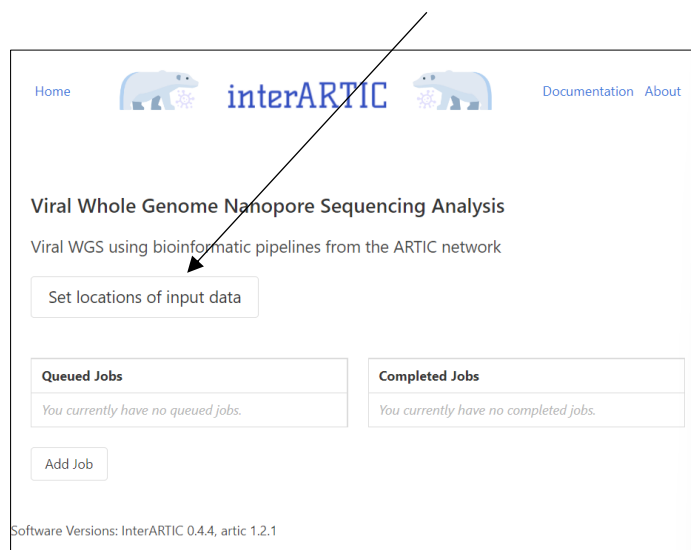 Home interARTIC Documentation About
Viral Whole Genome Nanopore Sequencing Analysis
Viral WGS using bioinformatic pipelines from the ARTIC network
Set locations of input data
Queued Jobs
You currently have no queued jobs.
Completed Jobs
You currently have no completed jobs.
Add Job
Software Versions: InterARTIC 0.4.4, artic 1.2.1